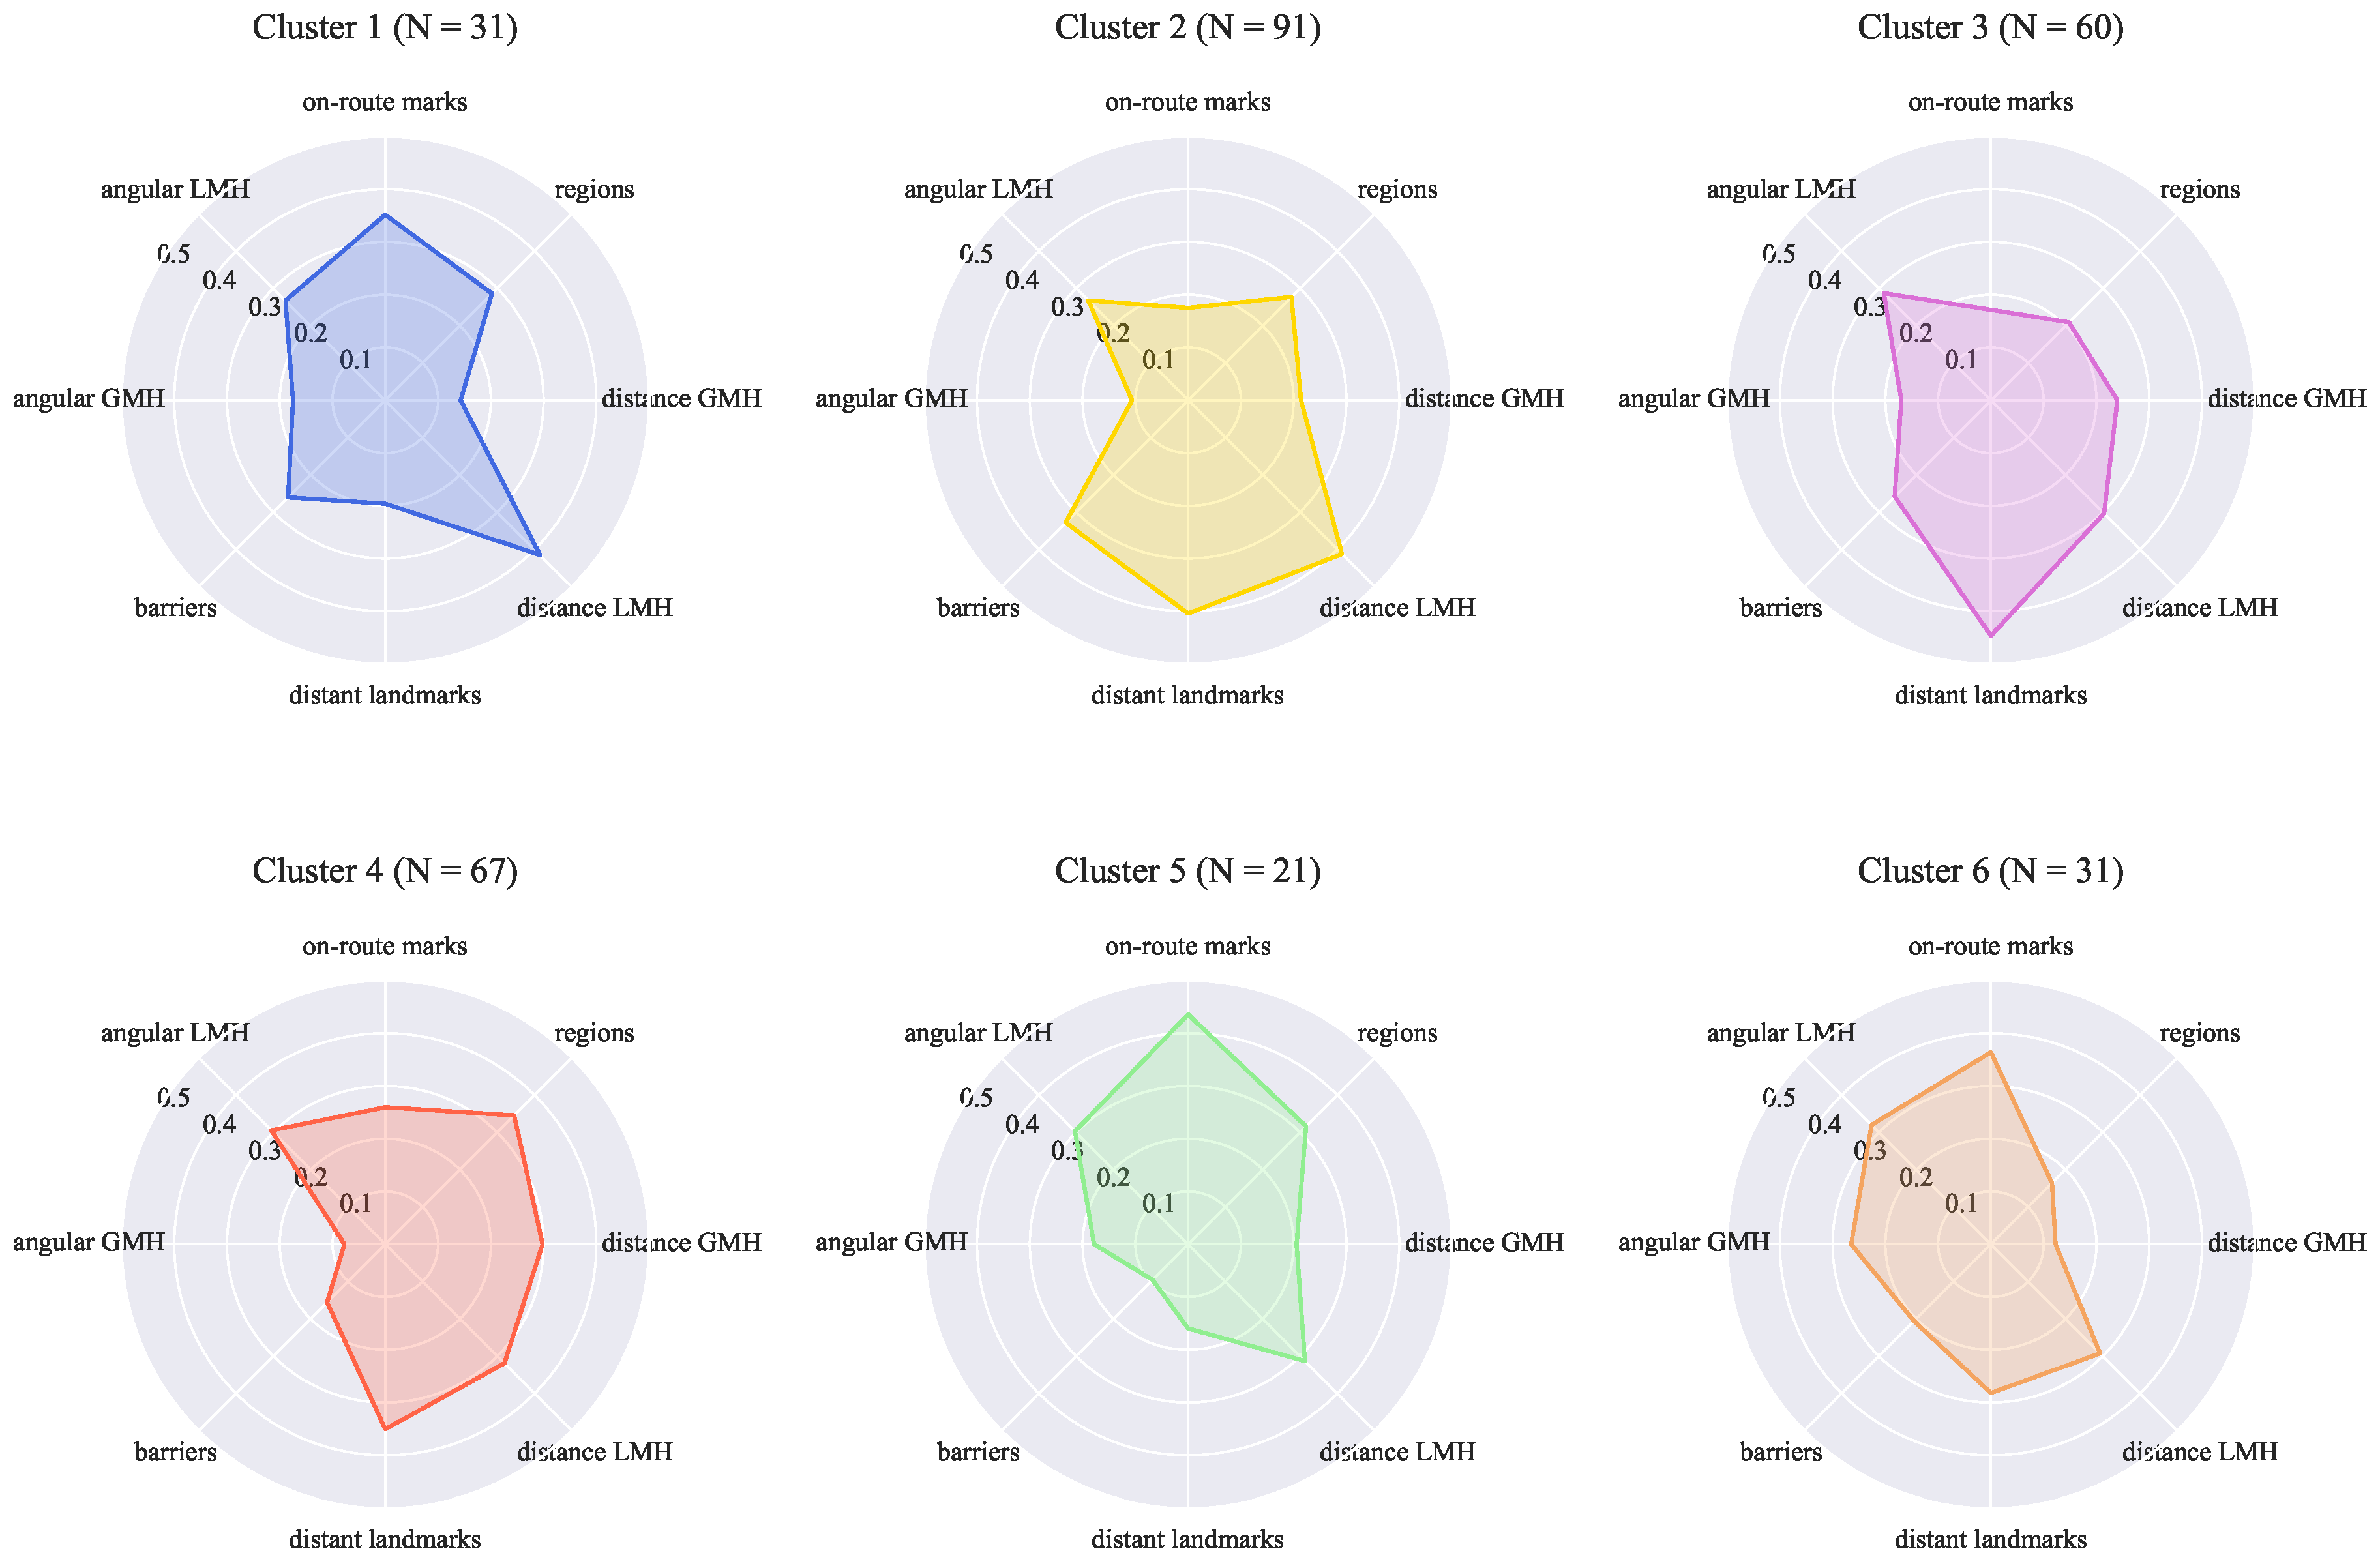 Cluster 1 (N = 31)
on-route marks
angular LMH
regions
0.5
0.4
0.3
0.2
0.1
angular GMH
distance GMH
barriers
distance LMH
distant landmarks
Cluster 2 (N = 91)
on-route marks
angular LMH
regions
0.5
0.4
0.3
0.2
0.1
angular GMH
distance GMH
barriers
distance LMH
distant landmarks
Cluster 3 (N = 60)
on-route marks
angular LMH
regions
0.5
0.4
0.3
0.2
0.1
angular GMH
distance GMH
barriers
distance LMH
distant landmarks
Cluster 4 (N = 67)
on-route marks
angular LMH
regions
0.5
0.4
0.3
0.2
0.1
angular GMH
distance GMH
barriers
distance LMH
distant landmarks
Cluster 5 (N = 21)
on-route marks
angular LMH
regions
0.5
0.4
0.3
0.2
0.1
angular GMH
distance GMH
barriers
distance LMH
distant landmarks
Cluster 6 (N = 31)
on-route marks
angular LMH
regions
0.5
0.4
0.3
0.2
0.1
angular GMH
distance GMH
barriers
distance LMH
distant landmarks